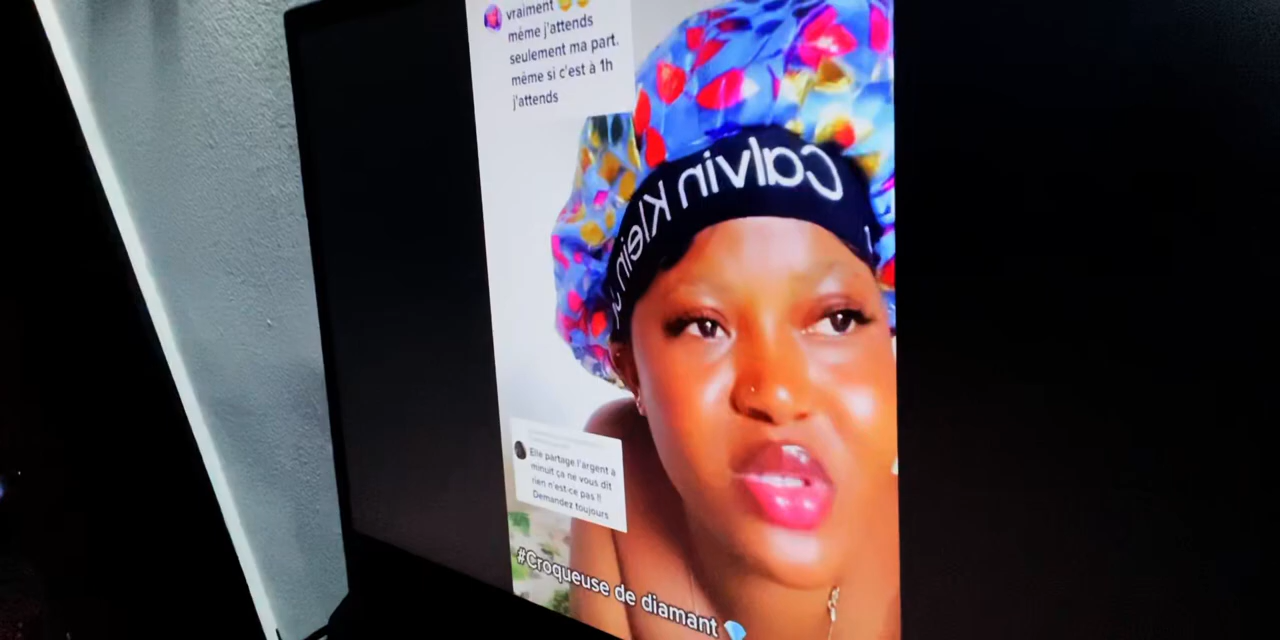 vraiment 😂😂
même j'attends
seulement ma part.
même si c'est à 1h
j'attends
Calvin Klein
Elle partage l'argent a
minuit ça ne vous dit
rien n'est-ce pas !!
Demandez toujours
#Croqueuse de diamant 💎